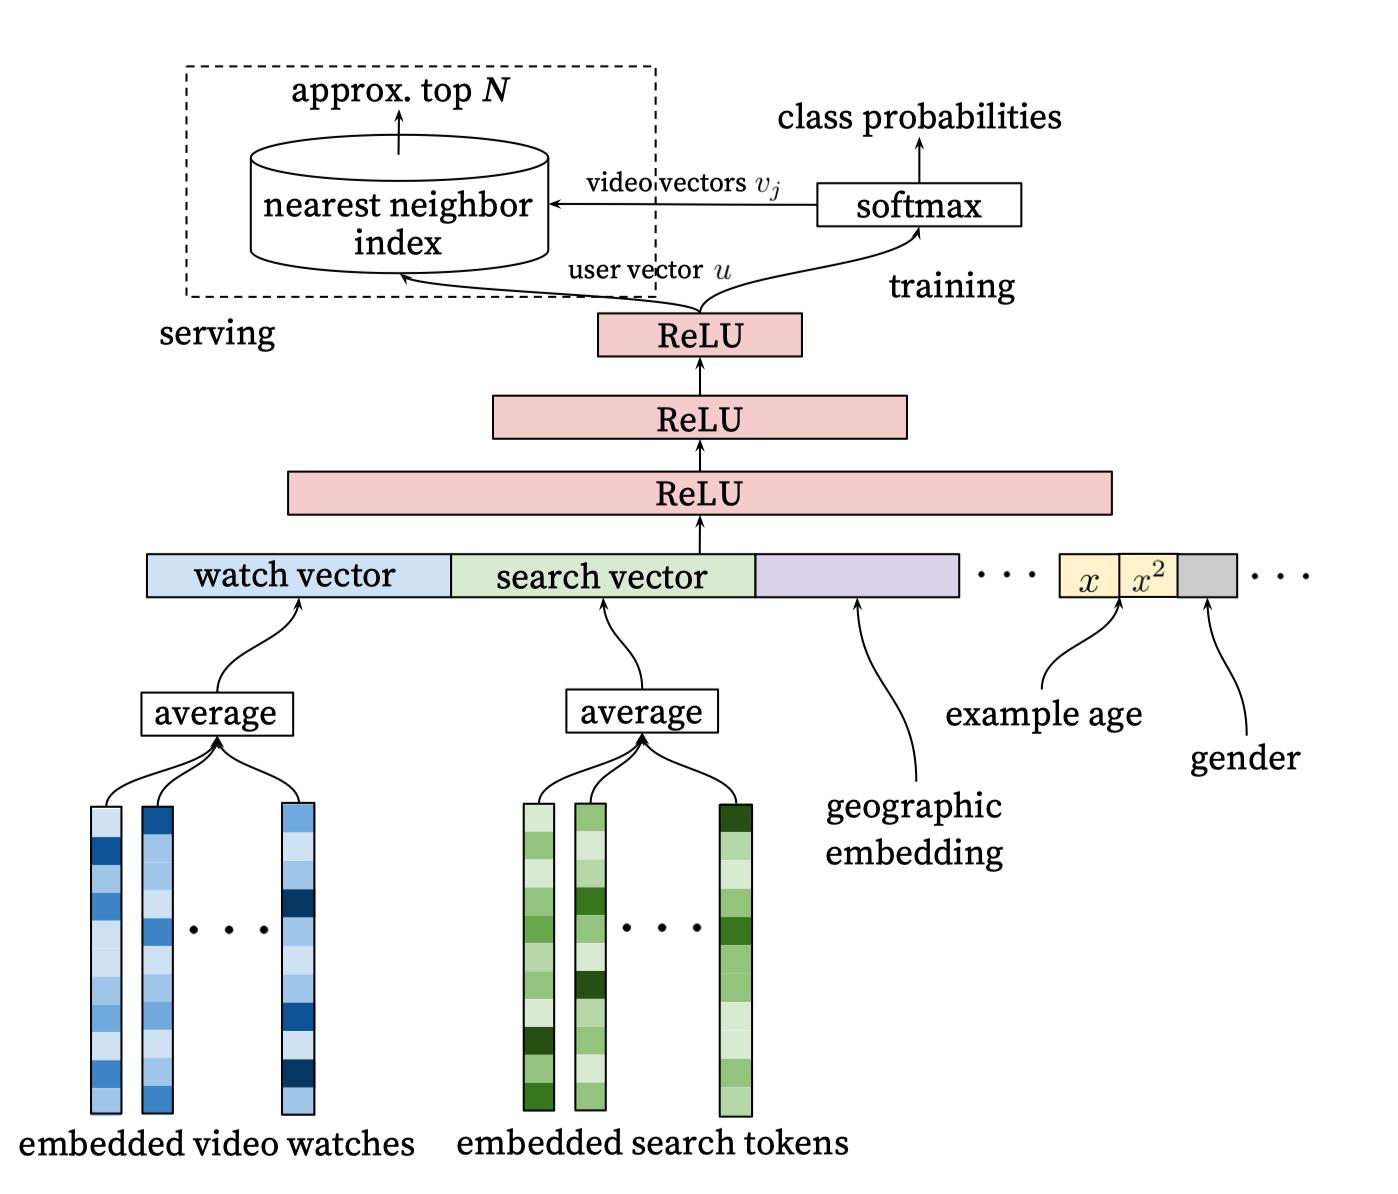 approx. top N
class probabilities
video vectors v_j
softmax
nearest neighbor
index
user vector u
training
serving
ReLU
ReLU
ReLU
watch vector
search vector
. . .
x
x²
. . .
average
average
example age
gender
geographic
embedding
. . .
. . .
embedded video watches
embedded search tokens